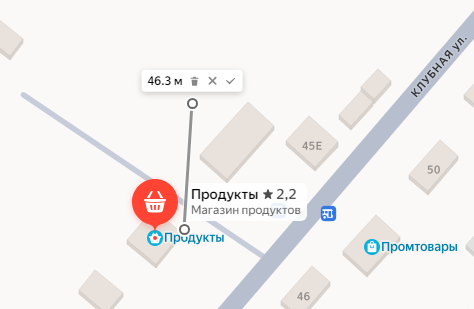 КЛУБНАЯ ул.
46.3 м
45Е
50
Продукты ★ 2,2
Магазин продуктов
Продукты
Промтовары
46